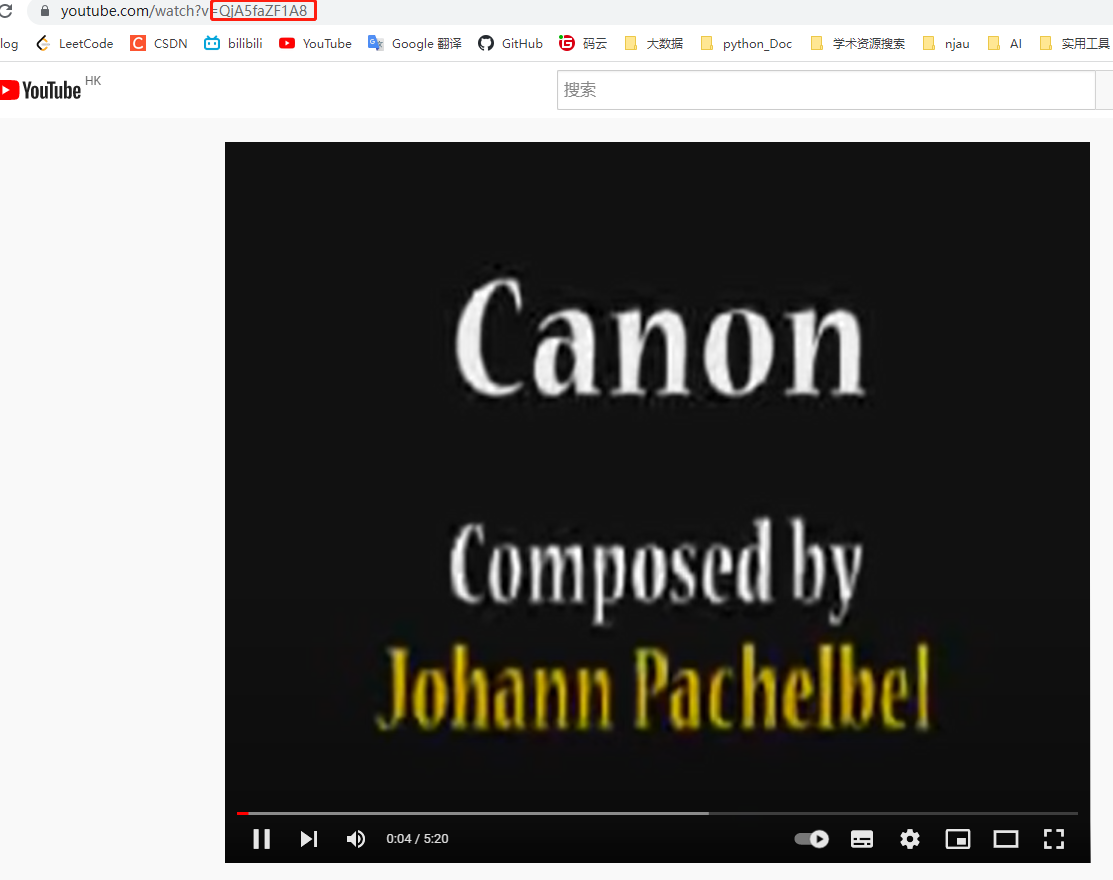 youtube.com/watch?v=QjA5faZF1A8
log LeetCode CSDN bilibili YouTube Google 翻译 GitHub 码云 大数据 python_Doc 学术资源搜索 njau AI 实用工具
YouTube HK 搜索
Canon
Composed by
Johann Pachelbel
0:04 / 5:20